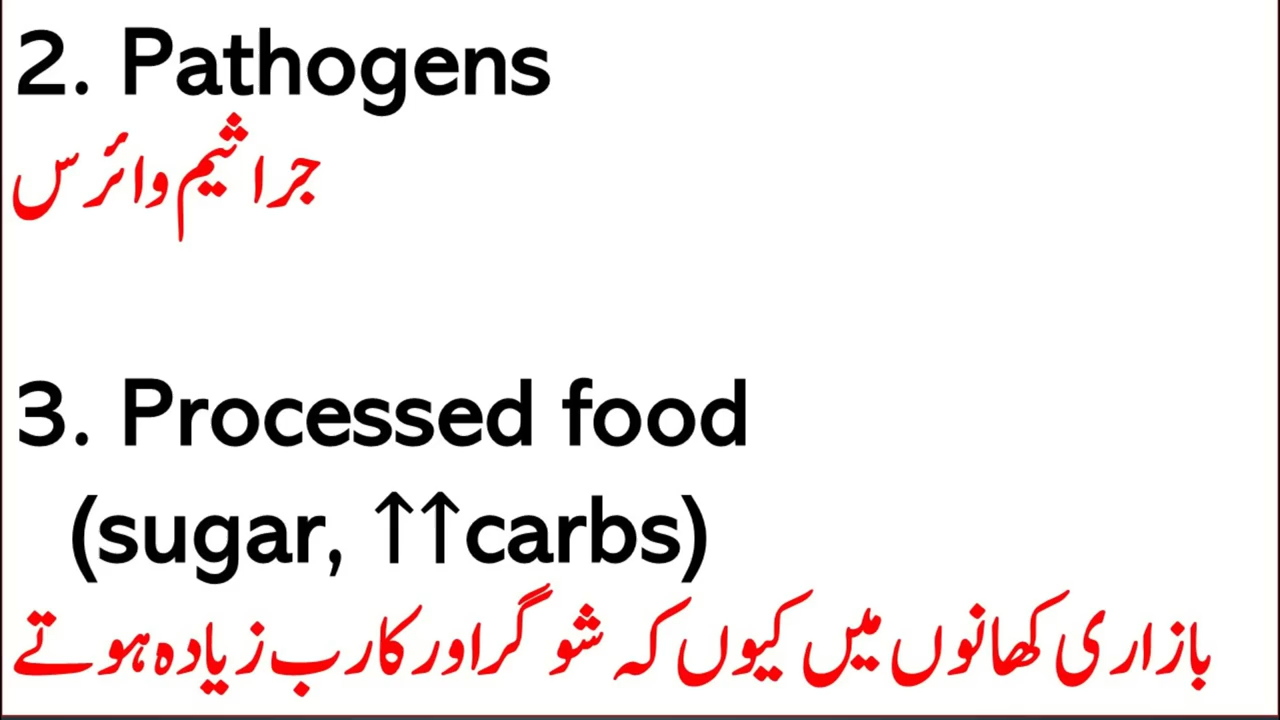 2. Pathogens
جراثیم وائرس
3. Processed food
(sugar, ↑↑carbs)
بازاری کھانوں میں کیوں کہ شوگر اور کارب زیادہ ہوتے